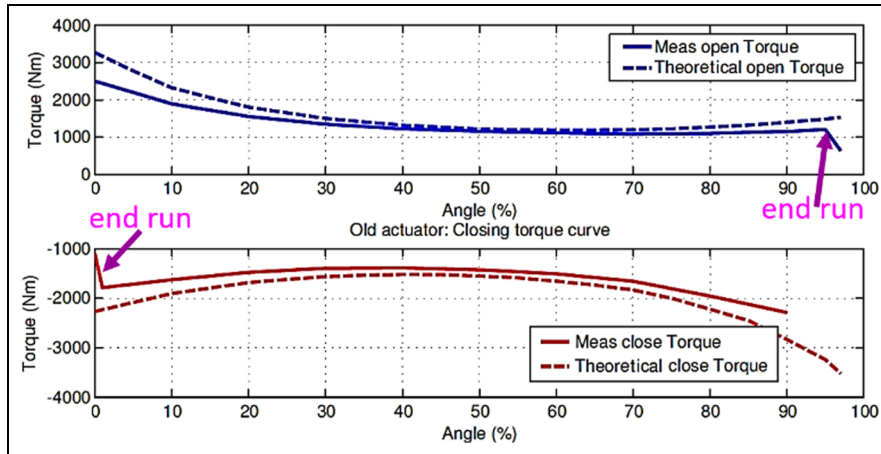 4000
3000
2000
1000
0
Torque (Nm)
Meas open Torque
Theoretical open Torque
0 10 20 30 40 50 60 70 80 90 100
Angle (%)
end run
end run
Old actuator: Closing torque curve
-1000
-2000
-3000
-4000
Torque (Nm)
Meas close Torque
Theoretical close Torque
0 10 20 30 40 50 60 70 80 90 100
Angle (%)